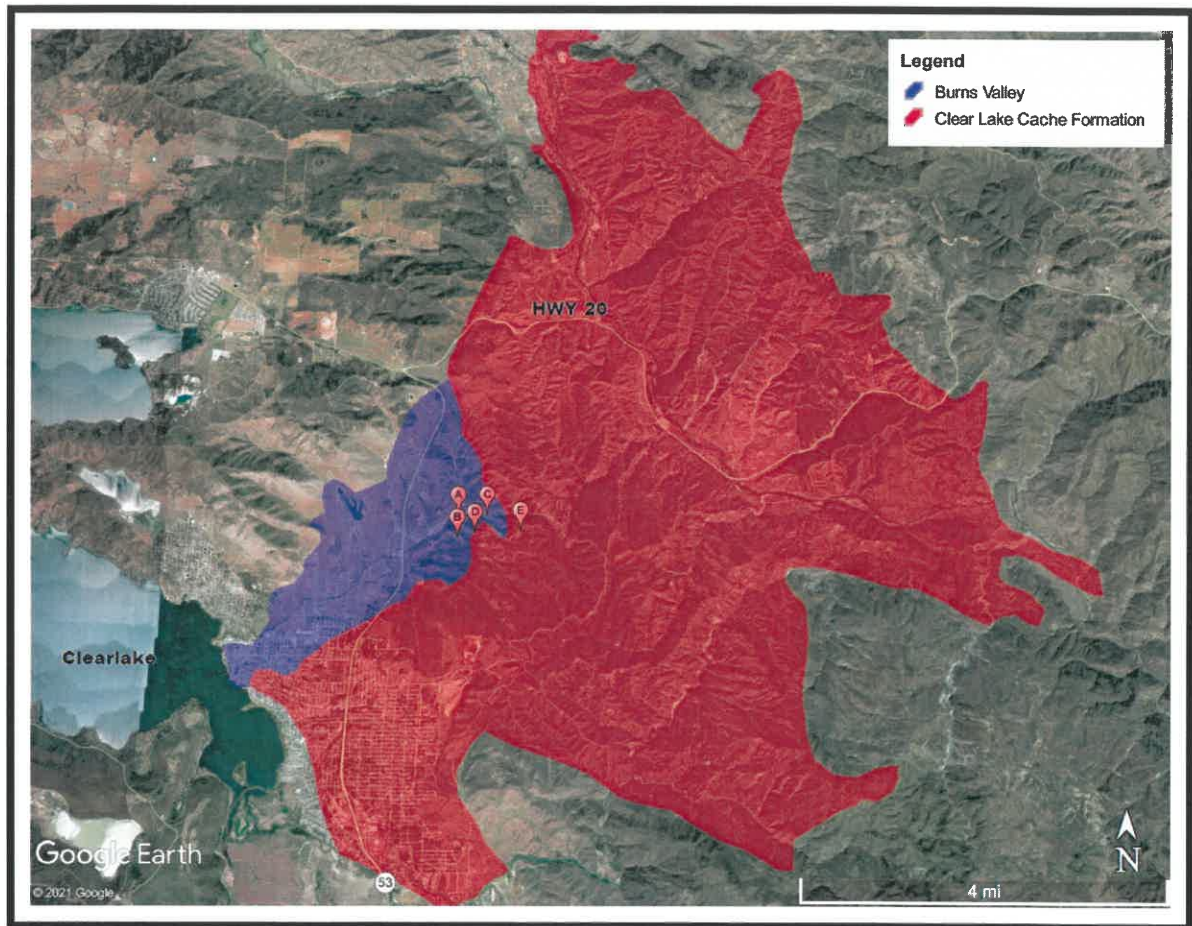 Legend
Burns Valley
Clear Lake Cache Formation
HWY 20
A
C
B
D
E
Clearlake
Google Earth
© 2021 Google
53
N
4 mi